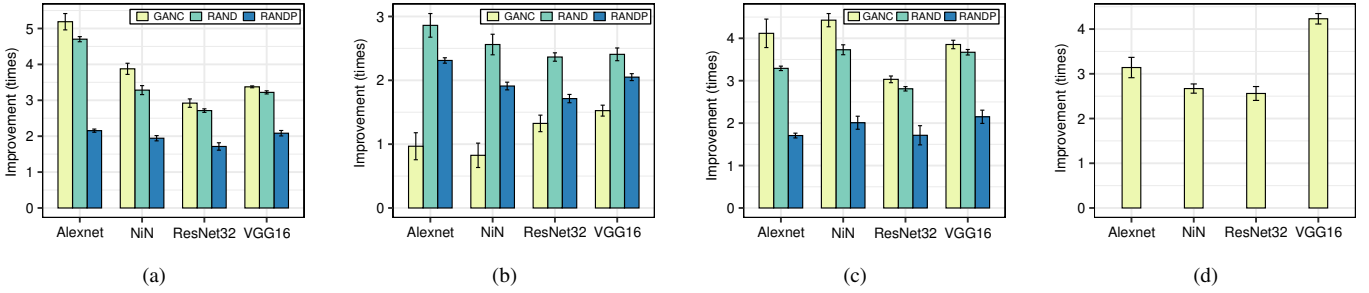 GANC RAND RANDP
Improvement (times)
5
4
3
2
1
0
Alexnet NiN ResNet32 VGG16
(a)
GANC RAND RANDP
Improvement (times)
3
2
1
0
Alexnet NiN ResNet32 VGG16
(b)
GANC RAND RANDP
Improvement (times)
4
3
2
1
0
Alexnet NiN ResNet32 VGG16
(c)
Improvement (times)
4
3
2
1
0
Alexnet NiN ResNet32 VGG16
(d)